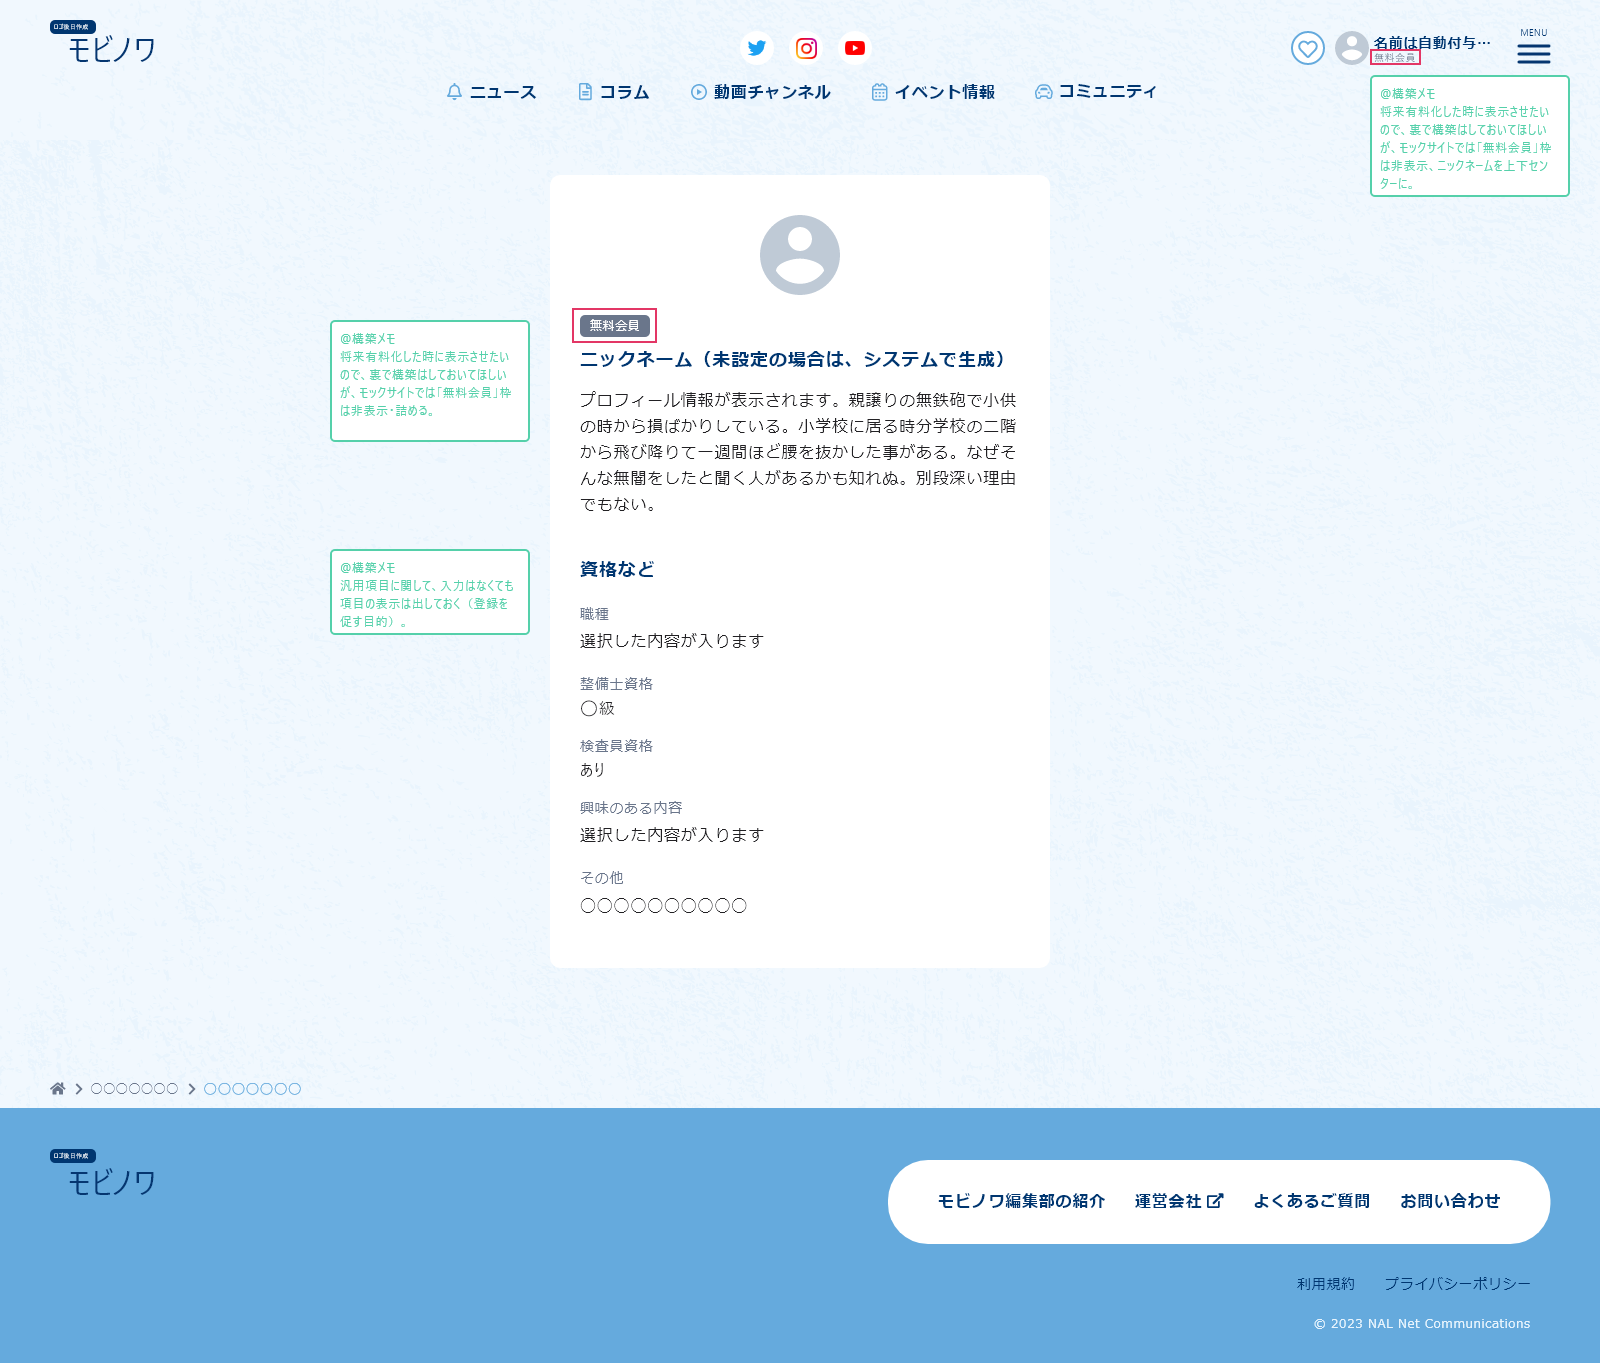 ロゴ後日作成
モビノワ
名前は自動付与…
無料会員
MENU
ニュース
コラム
動画チャンネル
イベント情報
コミュニティ
@構築メモ
将来有料化した時に表示させたい
ので、裏で構築はしておいてほしい
が、モックサイトでは「無料会員」枠
は非表示、ニックネームを上下セン
ターに。
@構築メモ
将来有料化した時に表示させたい
ので、裏で構築はしておいてほしい
が、モックサイトでは「無料会員」枠
は非表示・詰める。
無料会員
ニックネーム（未設定の場合は、システムで生成）
プロフィール情報が表示されます。親譲りの無鉄砲で小供
の時から損ばかりしている。小学校に居る時分学校の二階
から飛び降りて一週間ほど腰を抜かした事がある。なぜそ
んな無闇をしたと聞く人があるかも知れぬ。別段深い理由
でもない。
@構築メモ
汎用項目に関して、入力はなくても
項目の表示は出しておく（登録を
促す目的）。
資格など
職種
選択した内容が入ります
整備士資格
〇級
検査員資格
あり
興味のある内容
選択した内容が入ります
その他
〇〇〇〇〇〇〇〇〇〇
〇〇〇〇〇〇〇
〇〇〇〇〇〇〇
ロゴ後日作成
モビノワ
モビノワ編集部の紹介
運営会社
よくあるご質問
お問い合わせ
利用規約
プライバシーポリシー
© 2023 NAL Net Communications